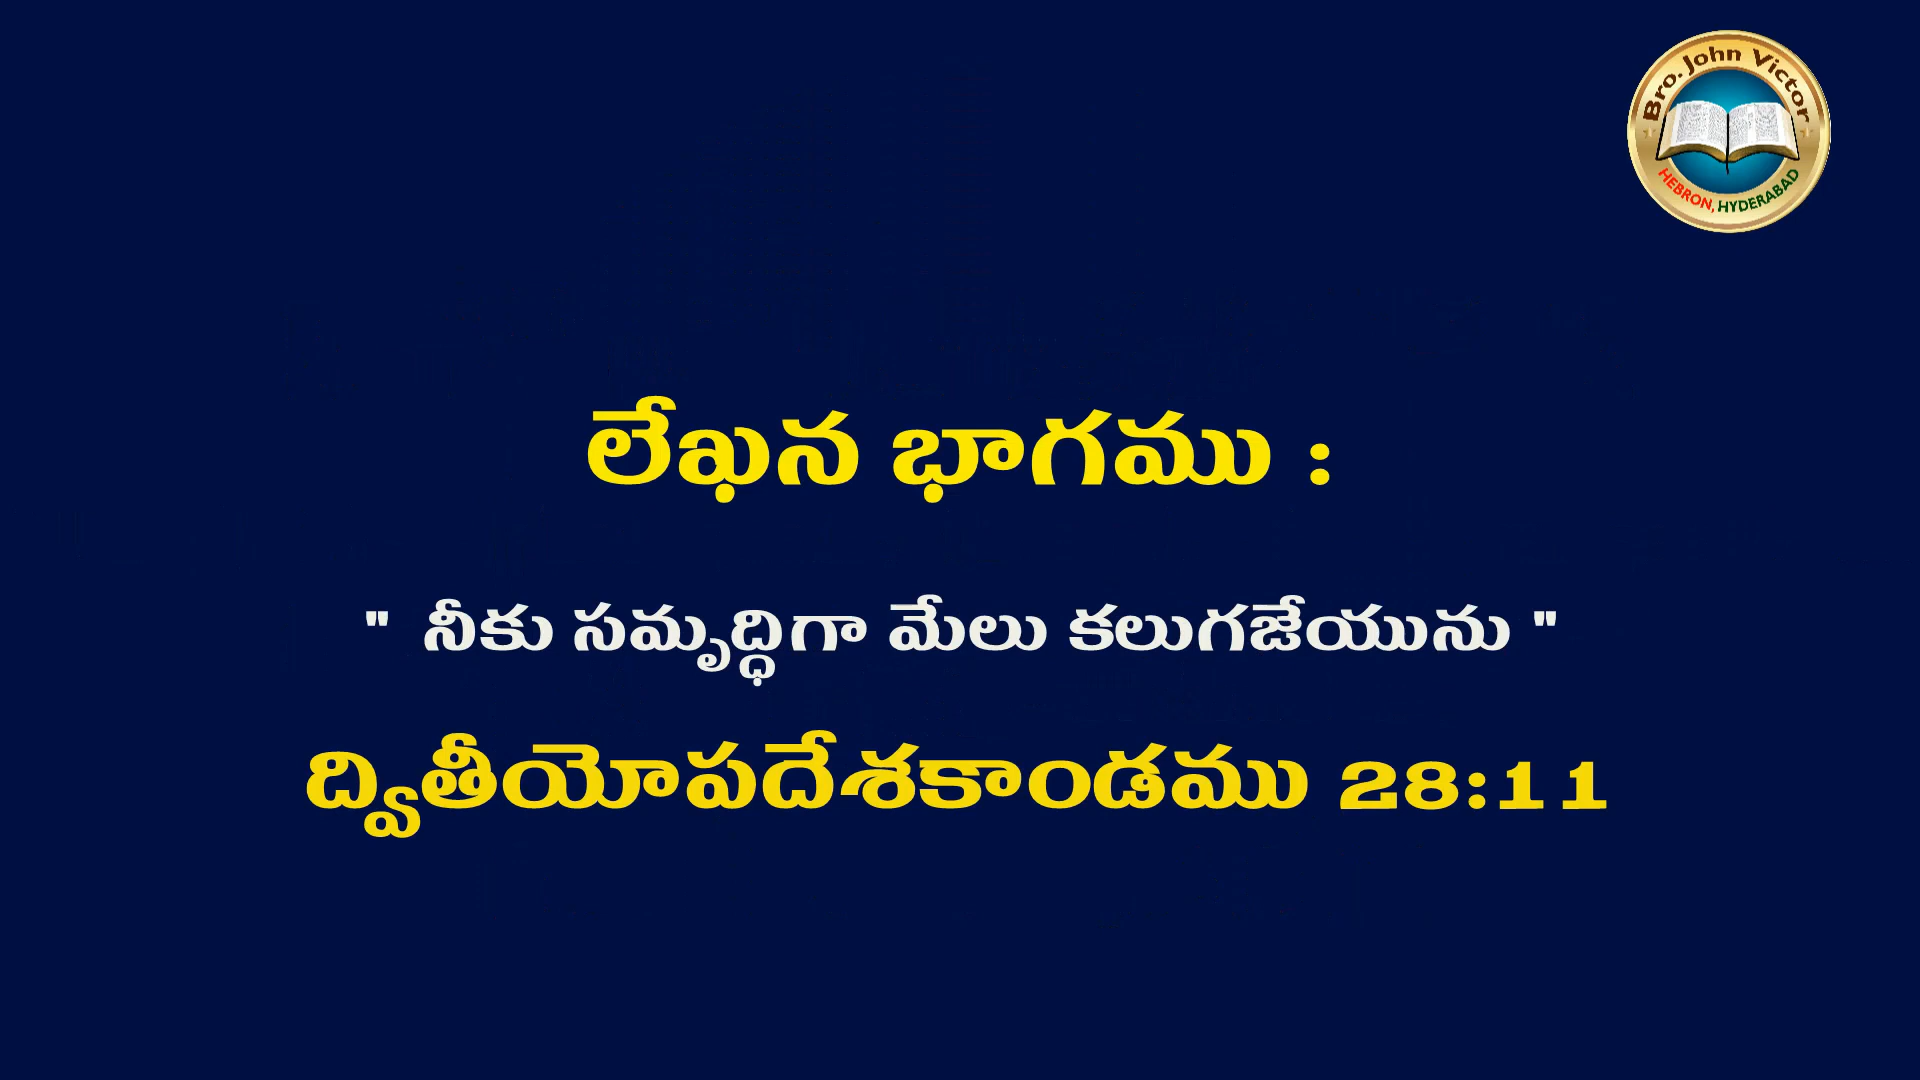 Bro. John Victor
HEBRON, HYDERABAD
లేఖన భాగము :
" నీకు సమృద్ధిగా మేలు కలుగజేయును "
ద్వితీయోపదేశకాండము 28:11